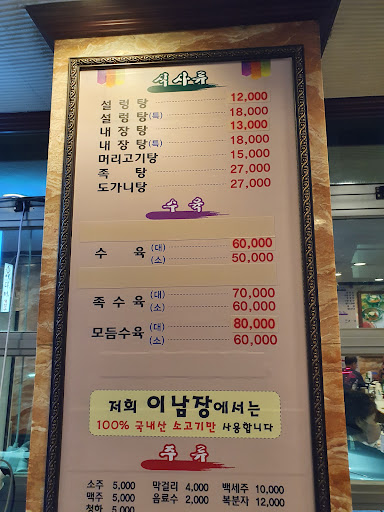 식사류
설 렁 탕 12,000
설 렁 탕(특) 18,000
내 장 탕 13,000
내 장 탕(특) 18,000
머리고기탕 15,000
족 탕 27,000
도가니탕 27,000
수 육
수 육 (대) 60,000
(소) 50,000
족 수 육 (대) 70,000
(소) 60,000
모듬수육 (대) 80,000
(소) 60,000
저희 이남장에서는
100% 국내산 소고기만 사용합니다
주 류
소주 5,000 막걸리 4,000 백세주 10,000
맥주 5,000 음료수 2,000 복분자 12,000
청하 5,000